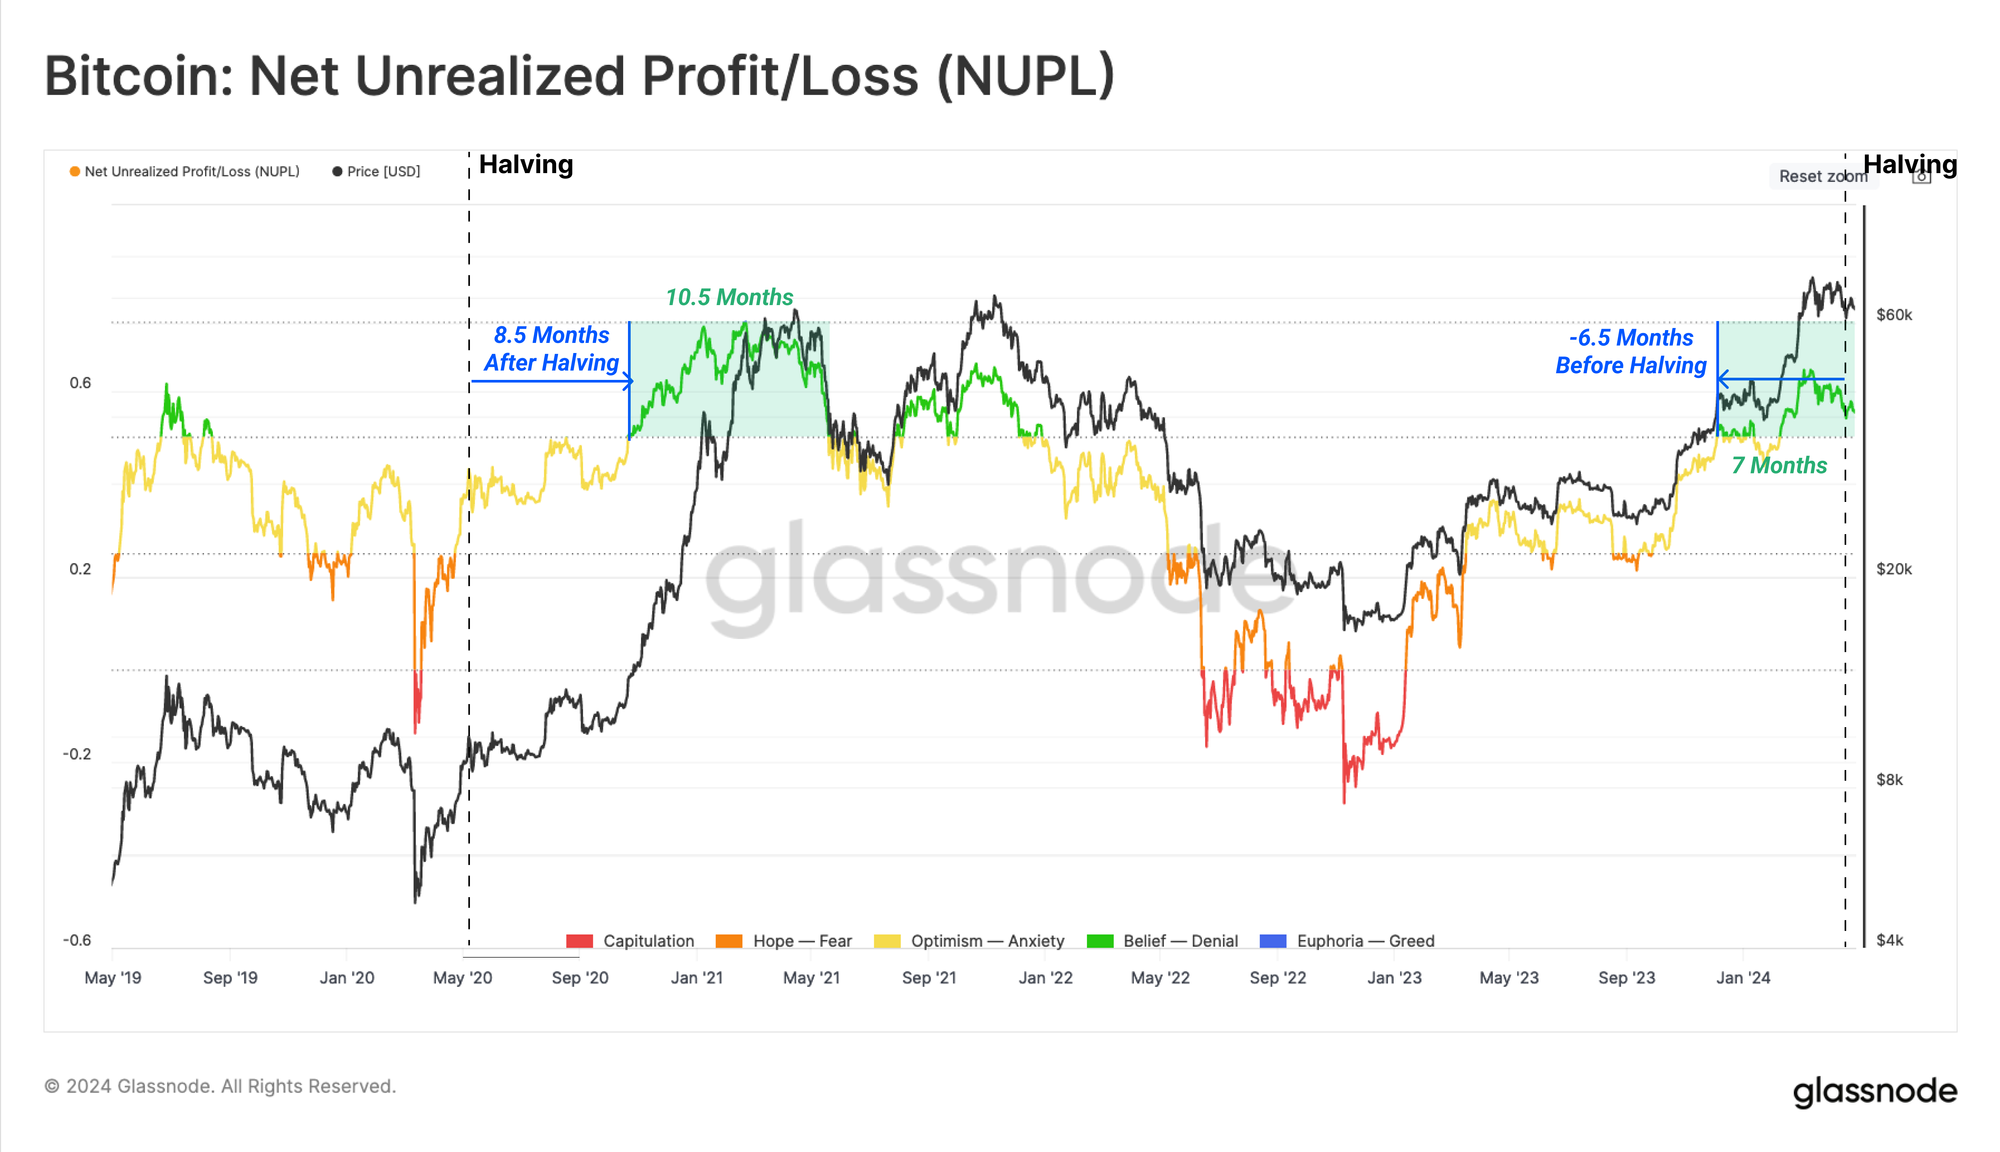 Bitcoin: Net Unrealized Profit/Loss (NUPL)
Net Unrealized Profit/Loss (NUPL)
Price [USD]
Halving
Halving
Reset zoom
10.5 Months
8.5 Months
After Halving
-6.5 Months
Before Halving
7 Months
0.6
0.2
-0.2
-0.6
$60k
$20k
$8k
$4k
glassnode
Capitulation
Hope — Fear
Optimism — Anxiety
Belief — Denial
Euphoria — Greed
May '19
Sep '19
Jan '20
May '20
Sep '20
Jan '21
May '21
Sep '21
Jan '22
May '22
Sep '22
Jan '23
May '23
Sep '23
Jan '24
© 2024 Glassnode. All Rights Reserved.
glassnode